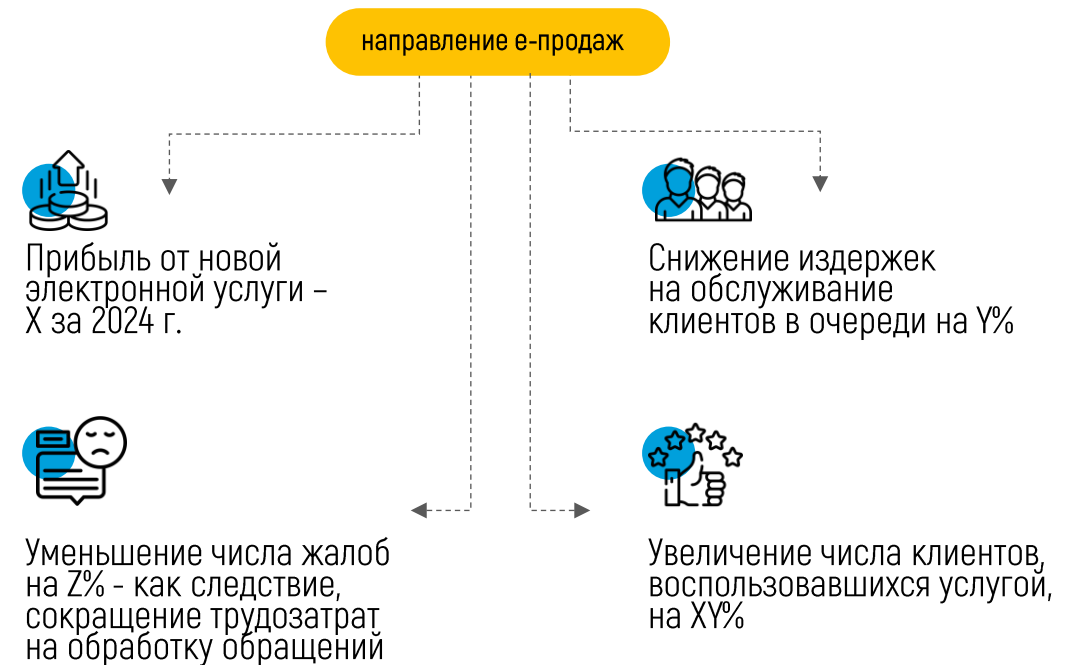 направление е-продаж
Прибыль от новой
электронной услуги –
X за 2024 г.
Снижение издержек
на обслуживание
клиентов в очереди на Y%
Уменьшение числа жалоб
на Z% - как следствие,
сокращение трудозатрат
на обработку обращений
Увеличение числа клиентов,
воспользовавшихся услугой,
на XY%